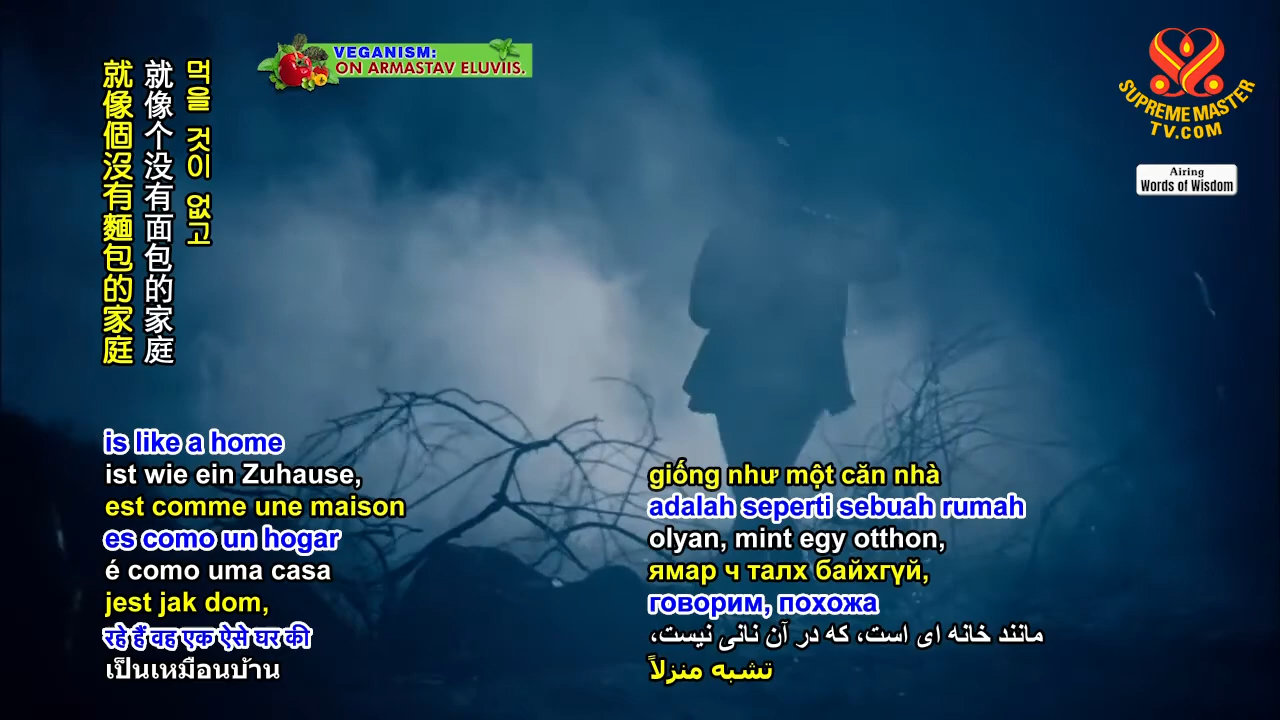 먹을 것이 없고
就像个没有面包的家庭
就像個沒有麵包的家庭
VEGANISM:
ON ARMASTAV ELUVIIS.
SUPREME MASTER
TV.COM
Airing
Words of Wisdom
is like a home
ist wie ein Zuhause,
est comme une maison
es como un hogar
é como uma casa
jest jak dom,
रहे हैं वह एक ऐसे घर की
เป็นเหมือนบ้าน
giống như một căn nhà
adalah seperti sebuah rumah
olyan, mint egy otthon,
ямар ч талх байхгүй,
говорим, похожа
مانند خانه ای است، که در آن نانی نیست،
تشبه منزلاً